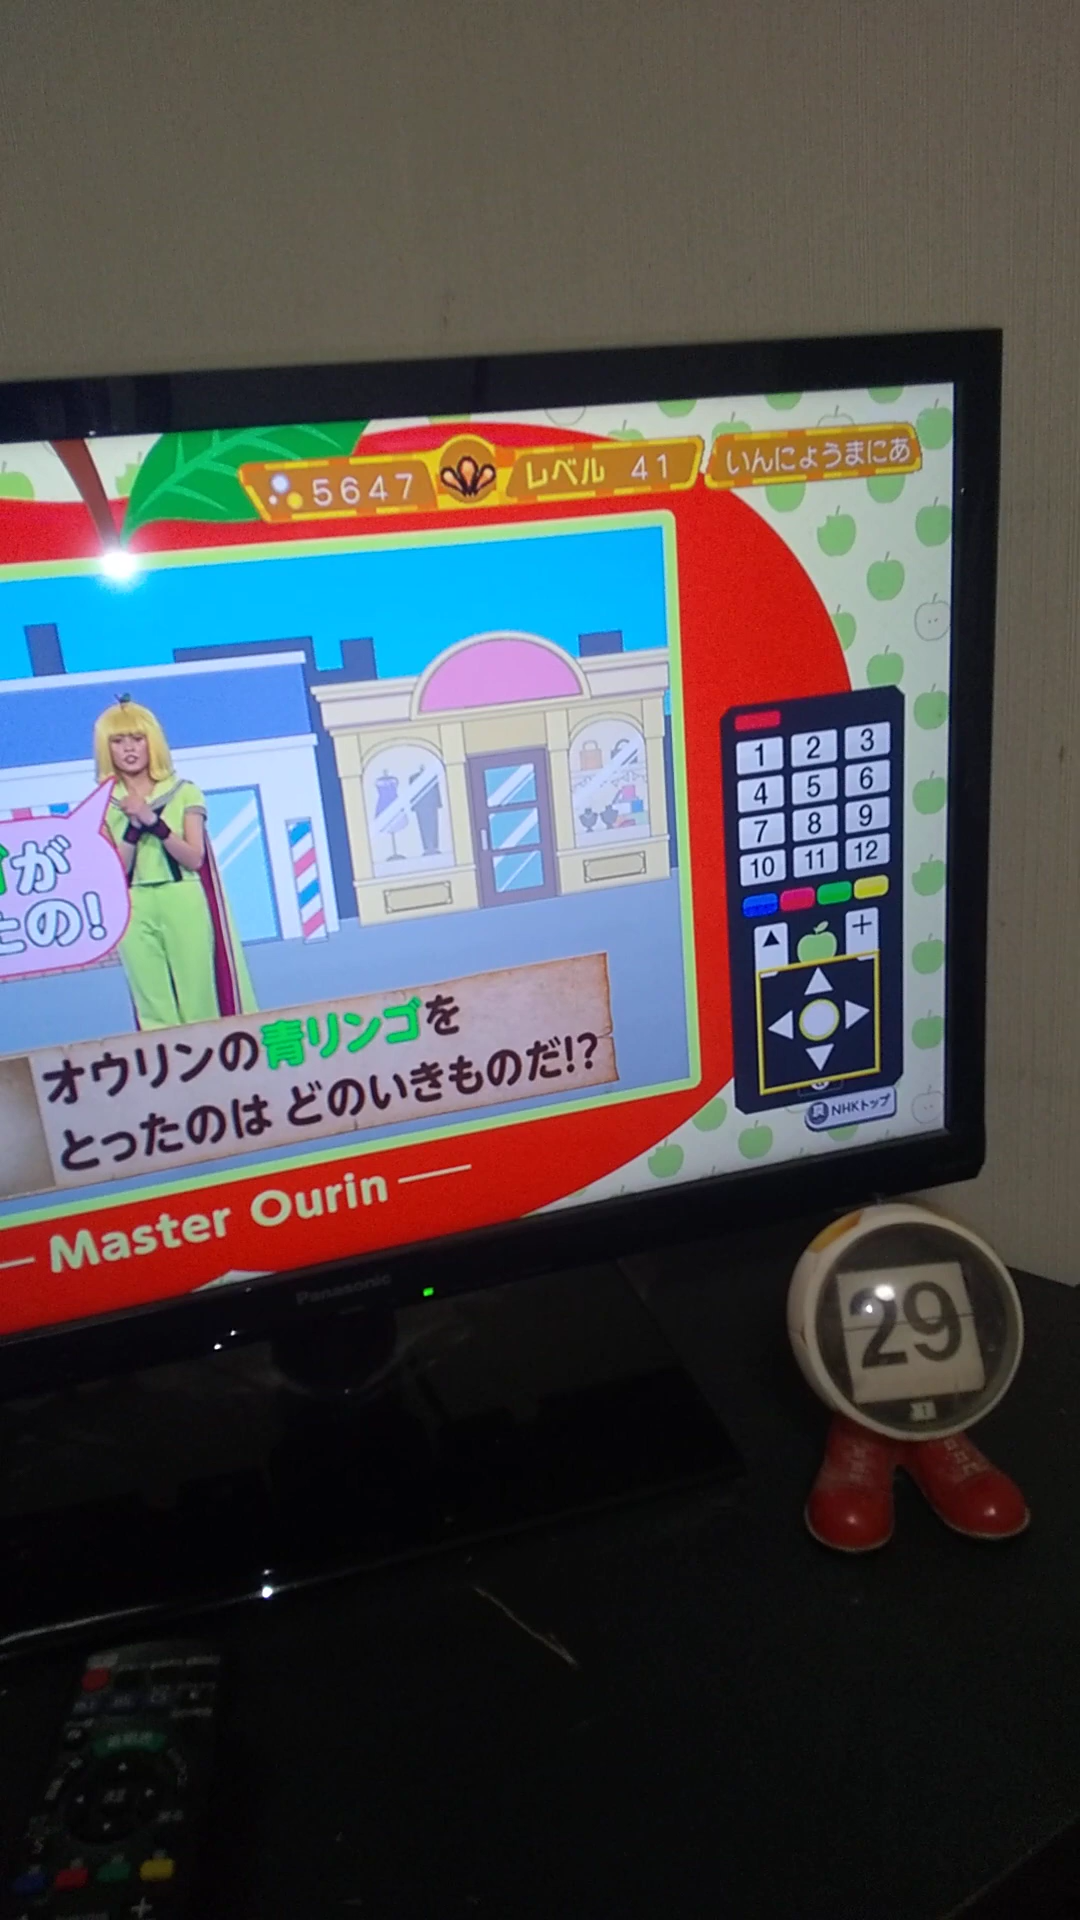 5647
レベル 41
いんにょうまにあ
が
の!
オウリンの青リンゴを
とったのは どのいきものだ!?
Master Ourin
1 2 3
4 5 6
7 8 9
10 11 12
+
NHKトップ
Panasonic
29